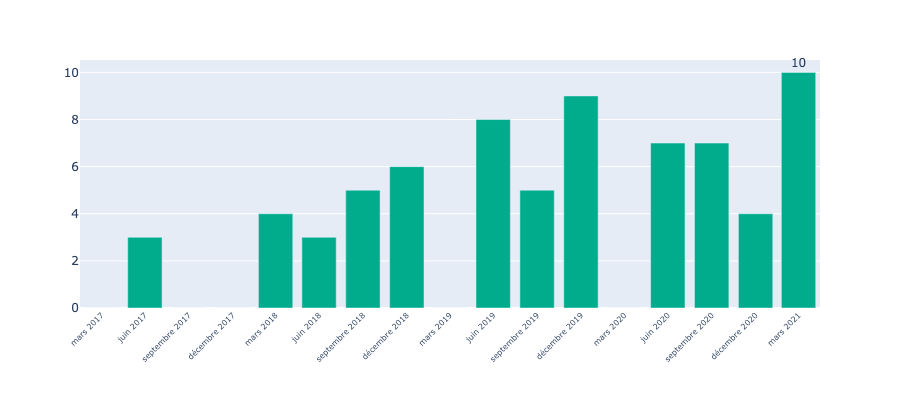 10
10
8
6
4
2
0
mars 2017
juin 2017
septembre 2017
décembre 2017
mars 2018
juin 2018
septembre 2018
décembre 2018
mars 2019
juin 2019
septembre 2019
décembre 2019
mars 2020
juin 2020
septembre 2020
décembre 2020
mars 2021